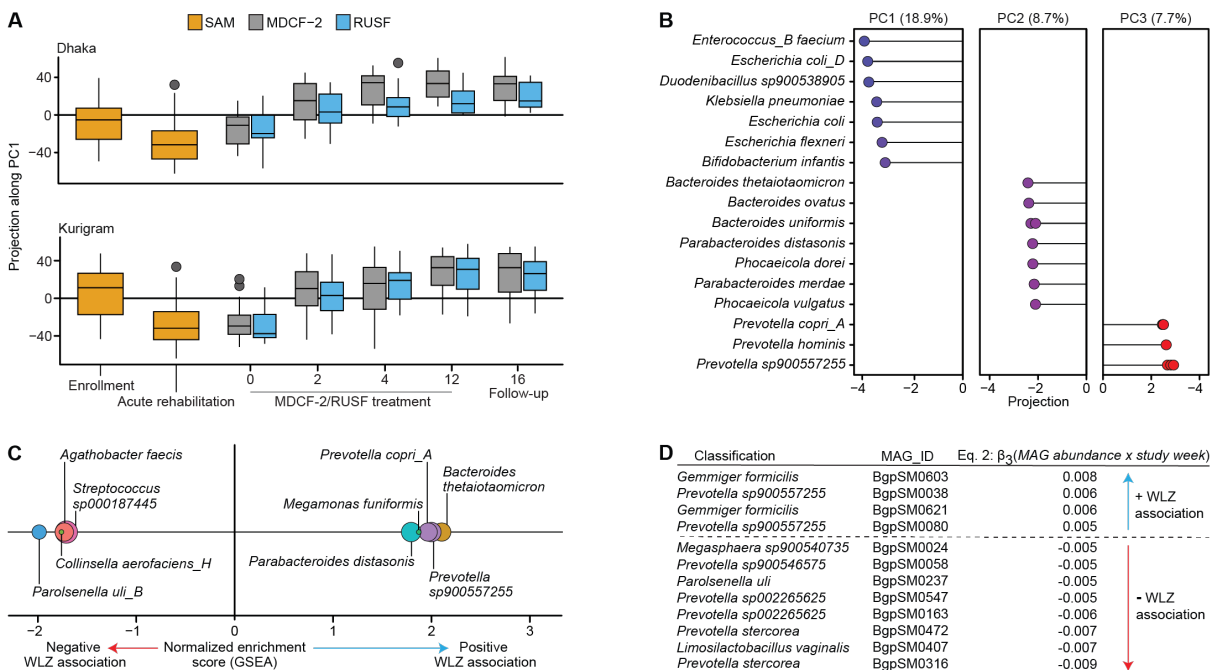 A
SAM MDCF-2 RUSF
Dhaka
40
0
−40
Kurigram
40
0
−40
Projection along PC1
Enrollment
Acute rehabilitation
0 2 4 12 16
MDCF-2/RUSF treatment
Follow-up
B
PC1 (18.9%) PC2 (8.7%) PC3 (7.7%)
Enterococcus_B faecium
Escherichia coli_D
Duodenibacillus sp900538905
Klebsiella pneumoniae
Escherichia coli
Escherichia flexneri
Bifidobacterium infantis
Bacteroides thetaiotaomicron
Bacteroides ovatus
Bacteroides uniformis
Parabacteroides distasonis
Phocaeicola dorei
Parabacteroides merdae
Phocaeicola vulgatus
Prevotella copri_A
Prevotella hominis
Prevotella sp900557255
−4 −2 0 −4 −2 0 0 2 −4
Projection
C
Agathobacter faecis
Streptococcus
sp000187445
Collinsella aerofaciens_H
Parolsenella uli_B
Prevotella copri_A
Bacteroides
thetaiotaomicron
Megamonas funiformis
Parabacteroides distasonis
Prevotella
sp900557255
−2 −1 0 1 2 3
Negative
WLZ association
Normalized enrichment
score (GSEA)
Positive
WLZ association
D
Classification MAG_ID Eq. 2: β3(MAG abundance x study week)
Gemmiger formicilis BgpSM0603 0.008
Prevotella sp900557255 BgpSM0038 0.006
Gemmiger formicilis BgpSM0621 0.006
Prevotella sp900557255 BgpSM0080 0.005
+ WLZ
association
Megasphaera sp900540735 BgpSM0024 -0.005
Prevotella sp900546575 BgpSM0058 -0.005
Parolsenella uli BgpSM0237 -0.005
Prevotella sp002265625 BgpSM0547 -0.005
Prevotella sp002265625 BgpSM0163 -0.006
Prevotella stercorea BgpSM0472 -0.007
Limosilactobacillus vaginalis BgpSM0407 -0.007
Prevotella stercorea BgpSM0316 -0.009
- WLZ
association